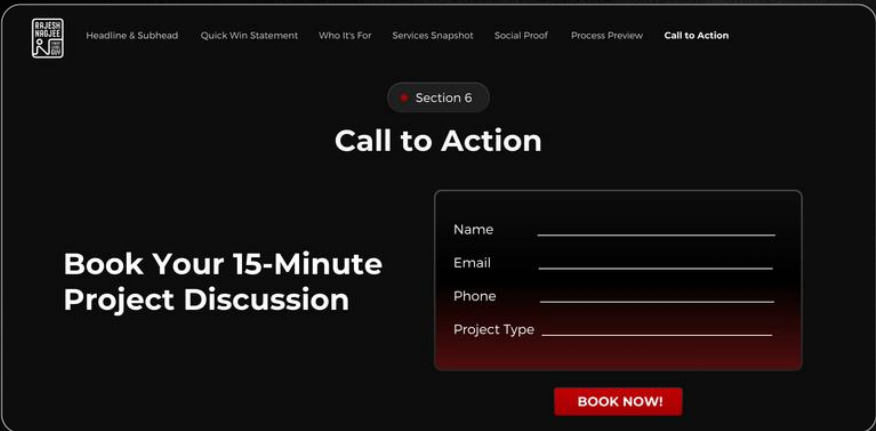 RAJESH
NAGJEE
Headline & Subhead Quick Win Statement Who It's For Services Snapshot Social Proof Process Preview Call to Action
Section 6
Call to Action
Book Your 15-Minute
Project Discussion
Name
Email
Phone
Project Type
BOOK NOW!